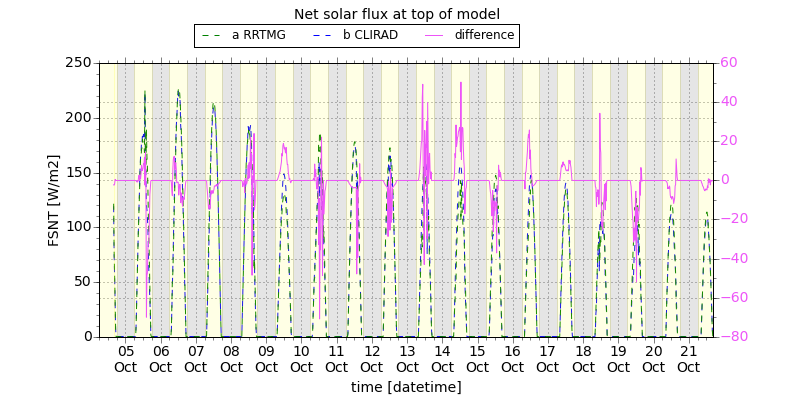 Net solar flux at top of model
a RRTMG b CLIRAD difference
250
200
150
100
50
0
FSNT [W/m2]
60
40
20
0
−20
−40
−60
−80
05 06 07 08 09 10 11 12 13 14 15 16 17 18 19 20 21
Oct Oct Oct Oct Oct Oct Oct Oct Oct Oct Oct Oct Oct Oct Oct Oct Oct
time [datetime]